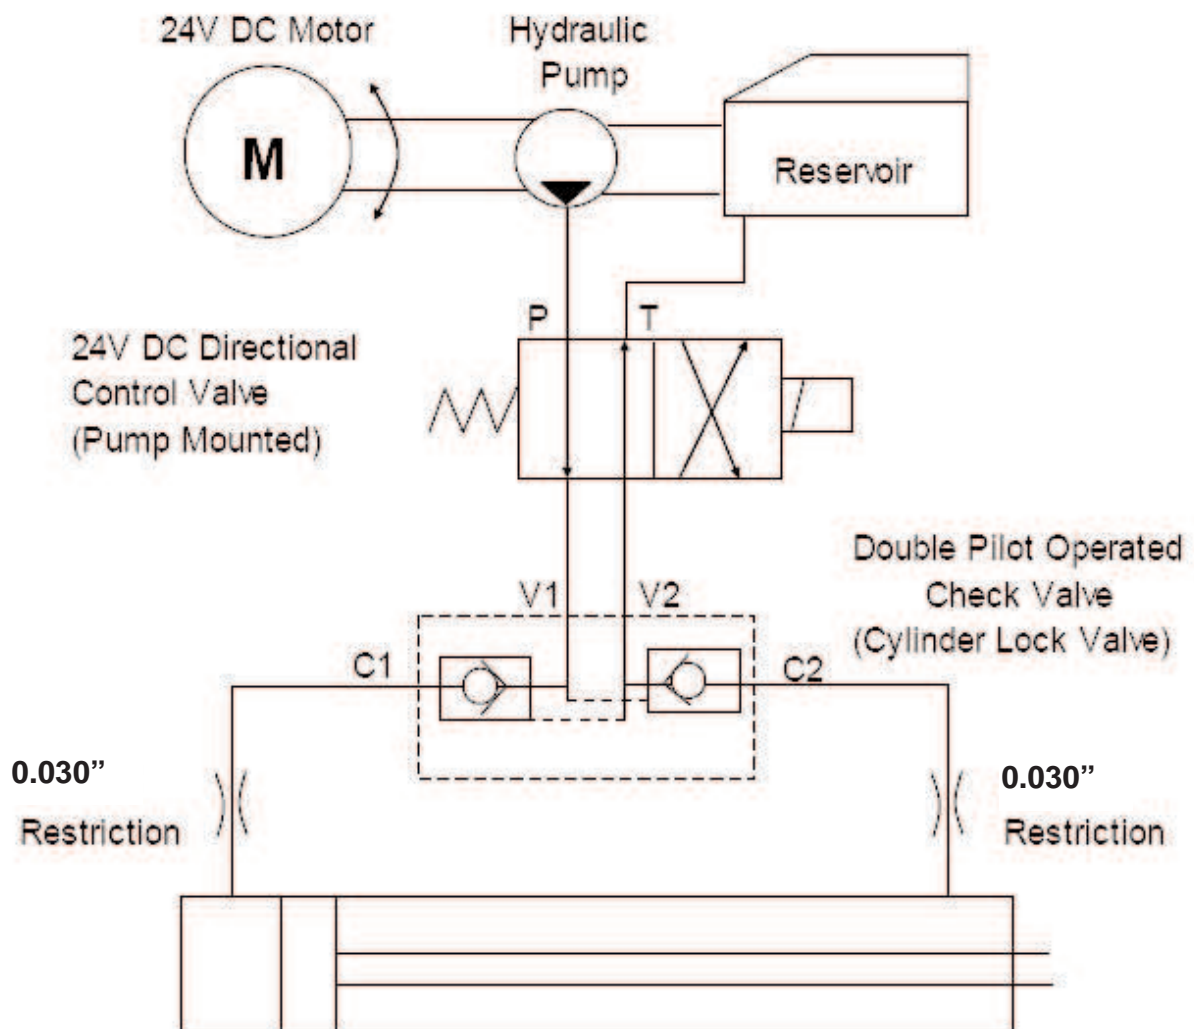 24V DC Motor
Hydraulic
Pump
M
Reservoir
P
T
24V DC Directional
Control Valve
(Pump Mounted)
V1
V2
Double Pilot Operated
Check Valve
(Cylinder Lock Valve)
C1
C2
0.030”
Restriction
0.030”
Restriction